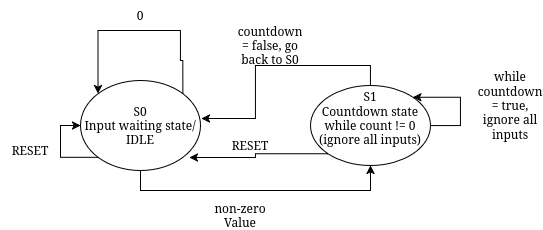 0
countdown
= false, go
back to S0
S0
Input waiting state/
IDLE
S1
Countdown state
while count != 0
(ignore all inputs)
while
countdown
= true,
ignore all
inputs
RESET
RESET
non-zero
Value